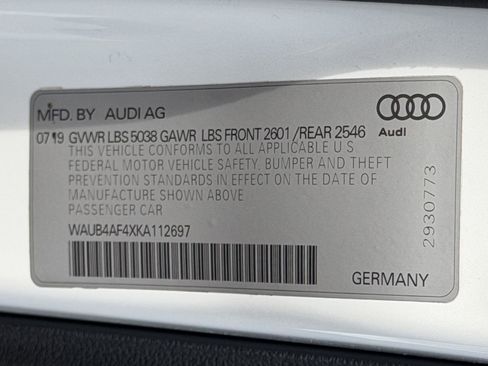 MFD. BY AUDI AG
07 19 GVWR LBS 5038 GAWR LBS FRONT 2601 /REAR 2546
Audi
THIS VEHICLE CONFORMS TO ALL APPLICABLE U S
FEDERAL MOTOR VEHICLE SAFETY, BUMPER AND THEFT
PREVENTION STANDARDS IN EFFECT ON THE DATE OF
MANUFACTURE SHOWN ABOVE
PASSENGER CAR
WAUB4AF4XKA112697
2930773
GERMANY